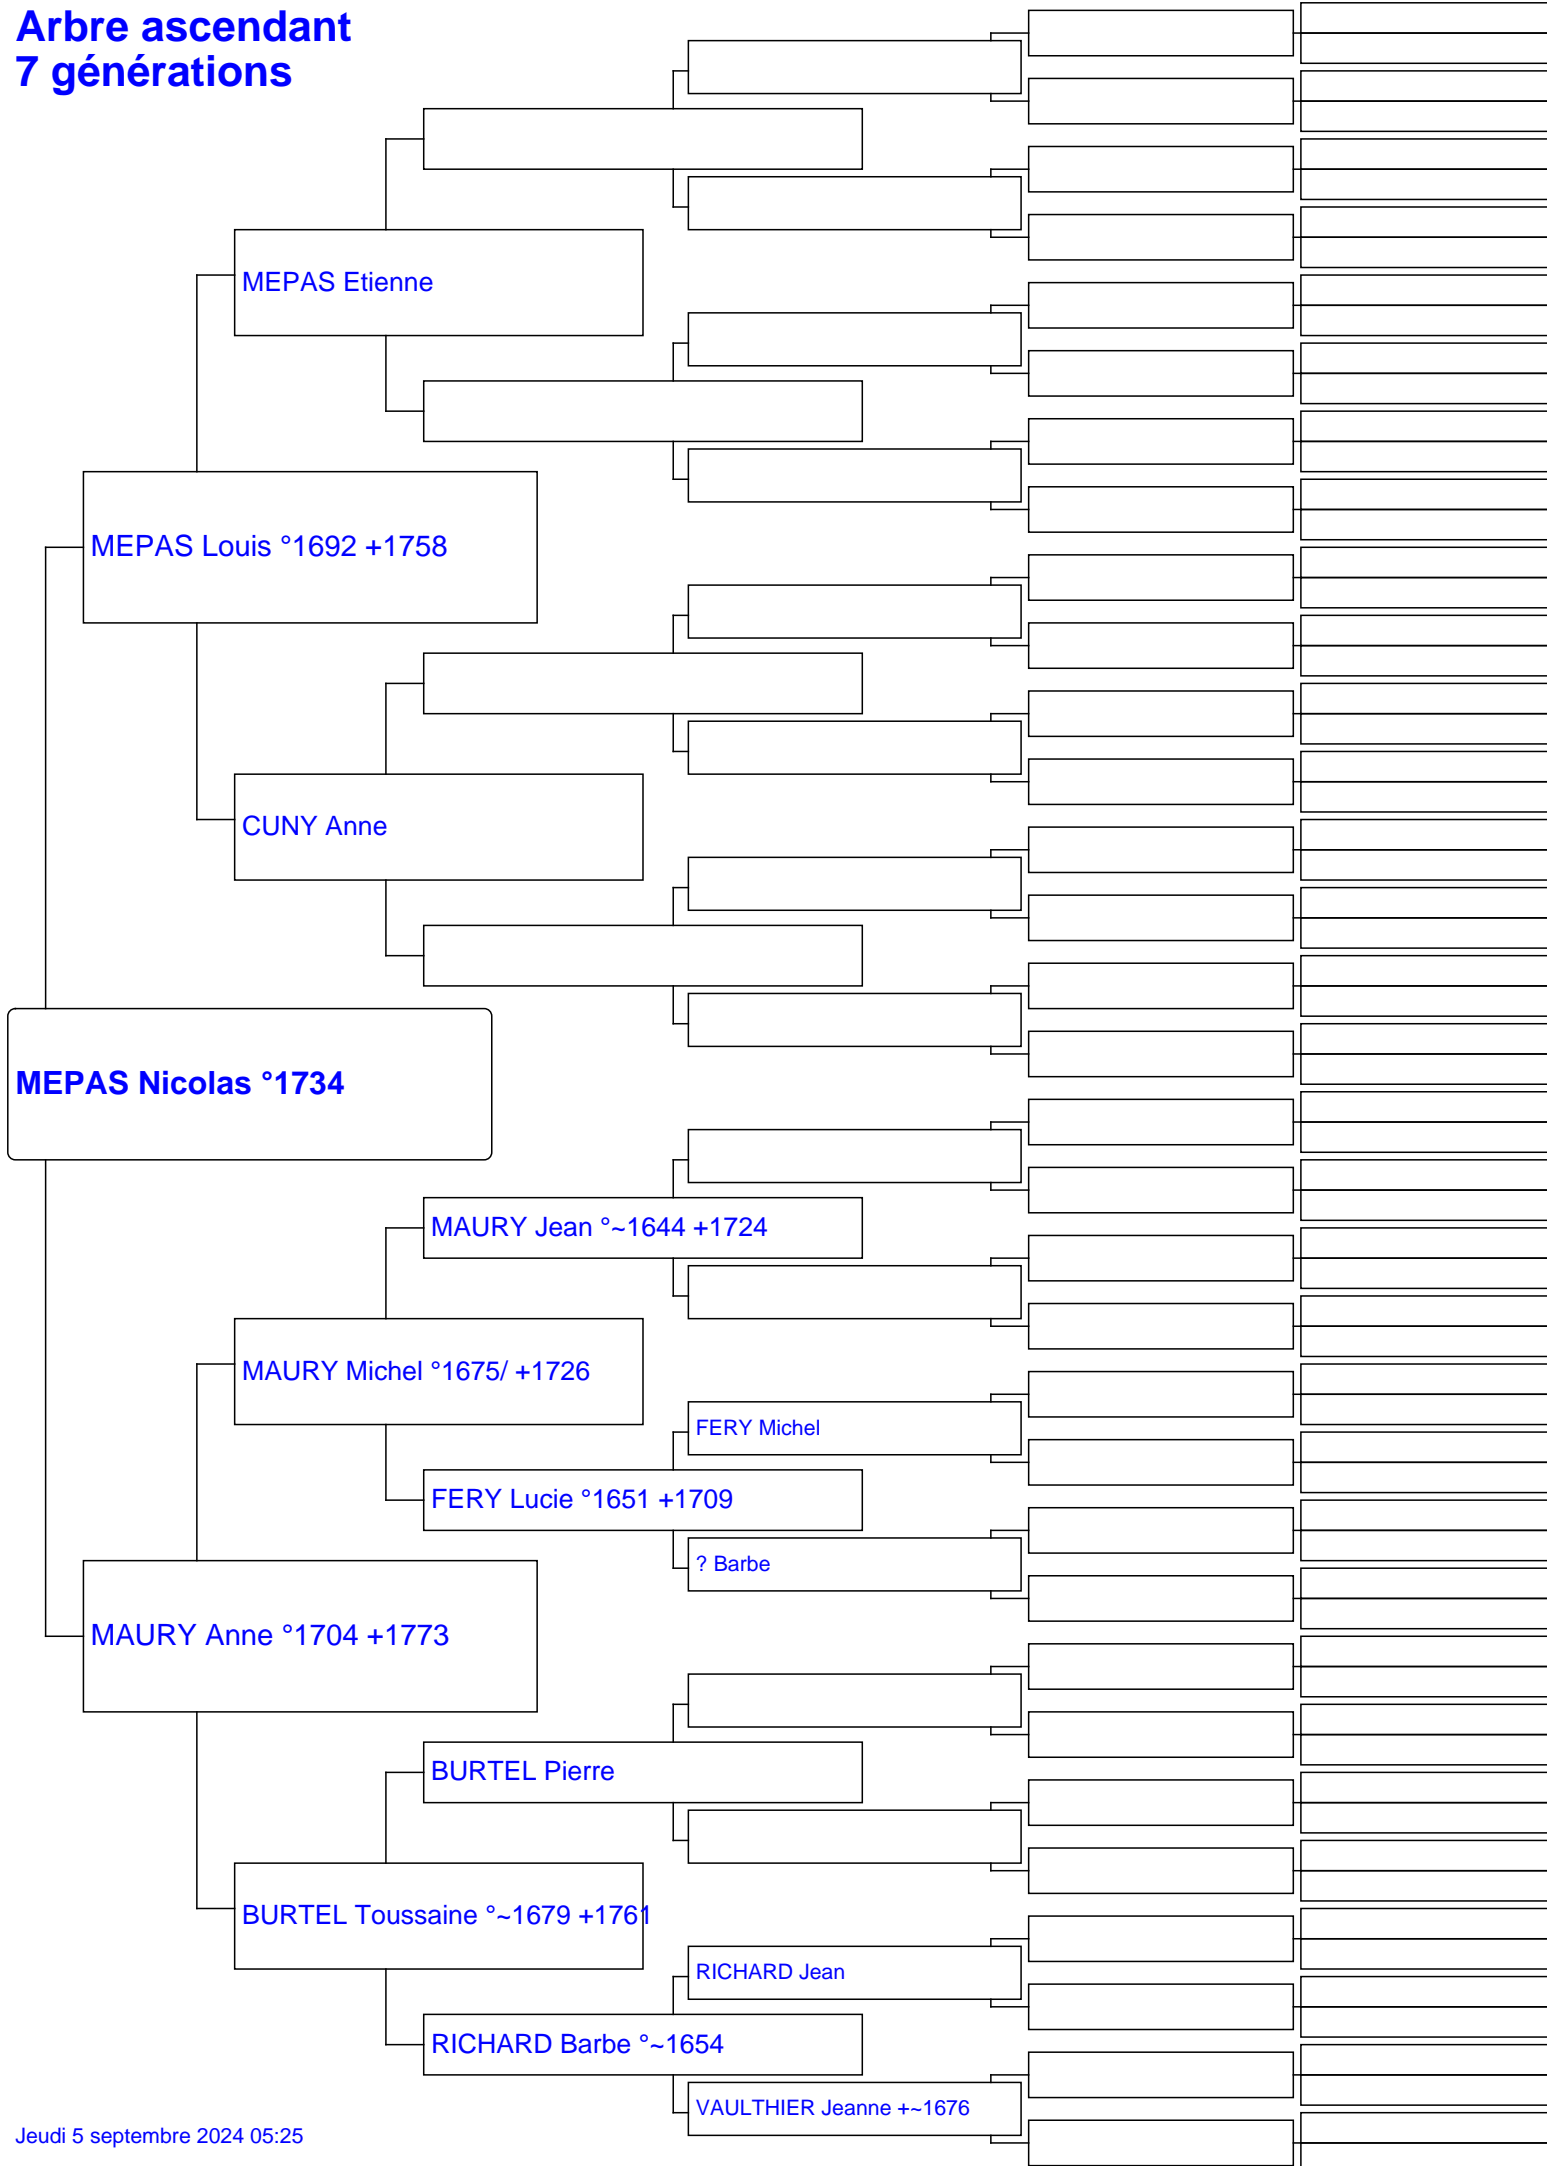 Arbre ascendant
7 générations
MEPAS Etienne
MEPAS Louis °1692 +1758
CUNY Anne
MEPAS Nicolas °1734
MAURY Jean °~1644 +1724
MAURY Michel °1675/ +1726
FERY Michel
FERY Lucie °1651 +1709
? Barbe
MAURY Anne °1704 +1773
BURTEL Pierre
BURTEL Toussaine °~1679 +1761
RICHARD Jean
RICHARD Barbe °~1654
VAULTHIER Jeanne +~1676
Jeudi 5 septembre 2024 05:25